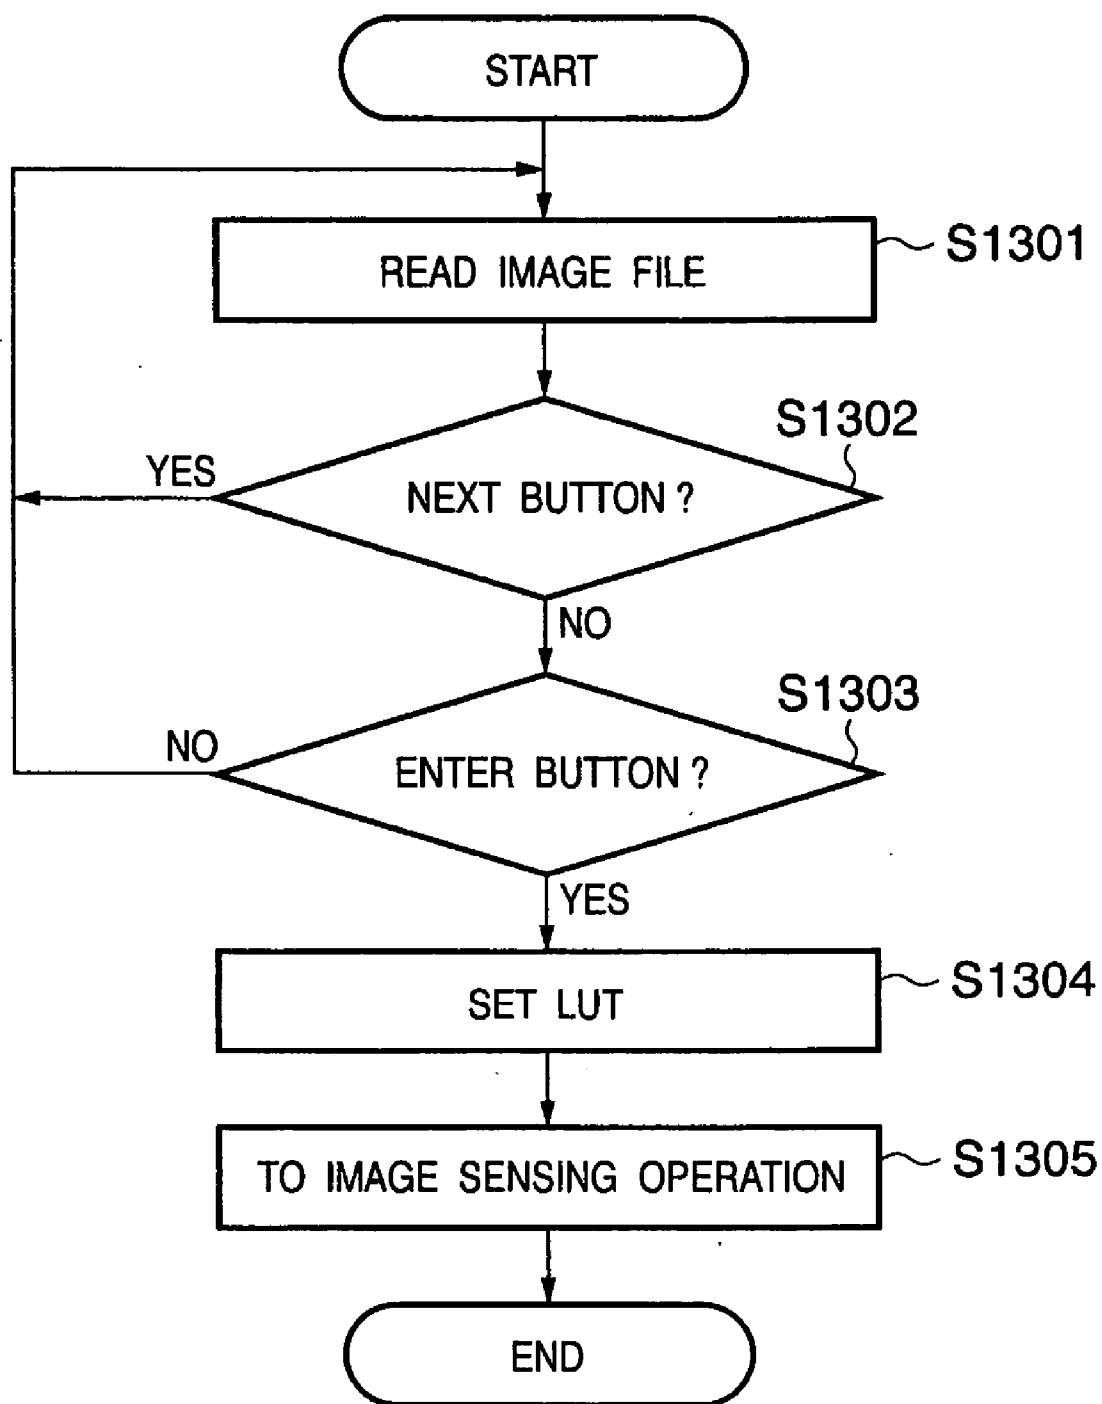 START
READ IMAGE FILE
S1301
S1302
YES
NEXT BUTTON ?
NO
S1303
NO
ENTER BUTTON ?
YES
SET LUT
S1304
TO IMAGE SENSING OPERATION
S1305
END